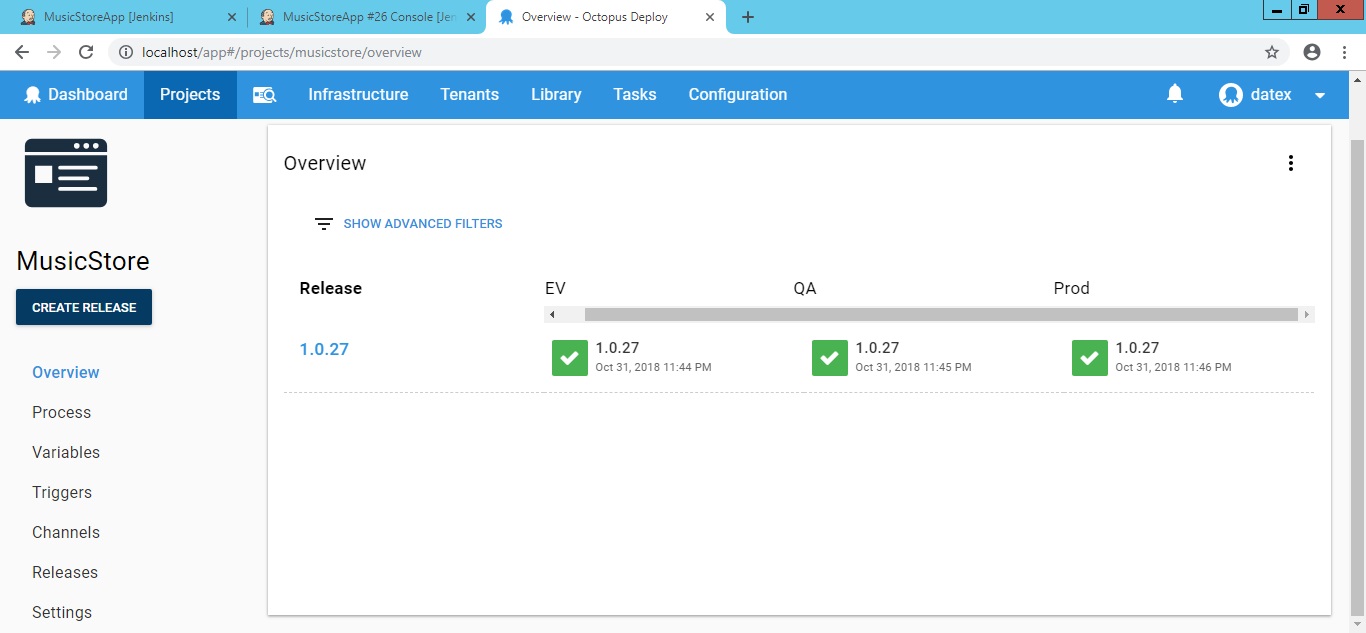 MusicStoreApp [Jenkins]
MusicStoreApp #26 Console [Jen
Overview - Octopus Deploy
localhost/app#/projects/musicstore/overview
Dashboard Projects Infrastructure Tenants Library Tasks Configuration datex
MusicStore
CREATE RELEASE
Overview
Process
Variables
Triggers
Channels
Releases
Settings
Overview
SHOW ADVANCED FILTERS
Release EV QA Prod
1.0.27 1.0.27 1.0.27 1.0.27
Oct 31, 2018 11:44 PM Oct 31, 2018 11:45 PM Oct 31, 2018 11:46 PM